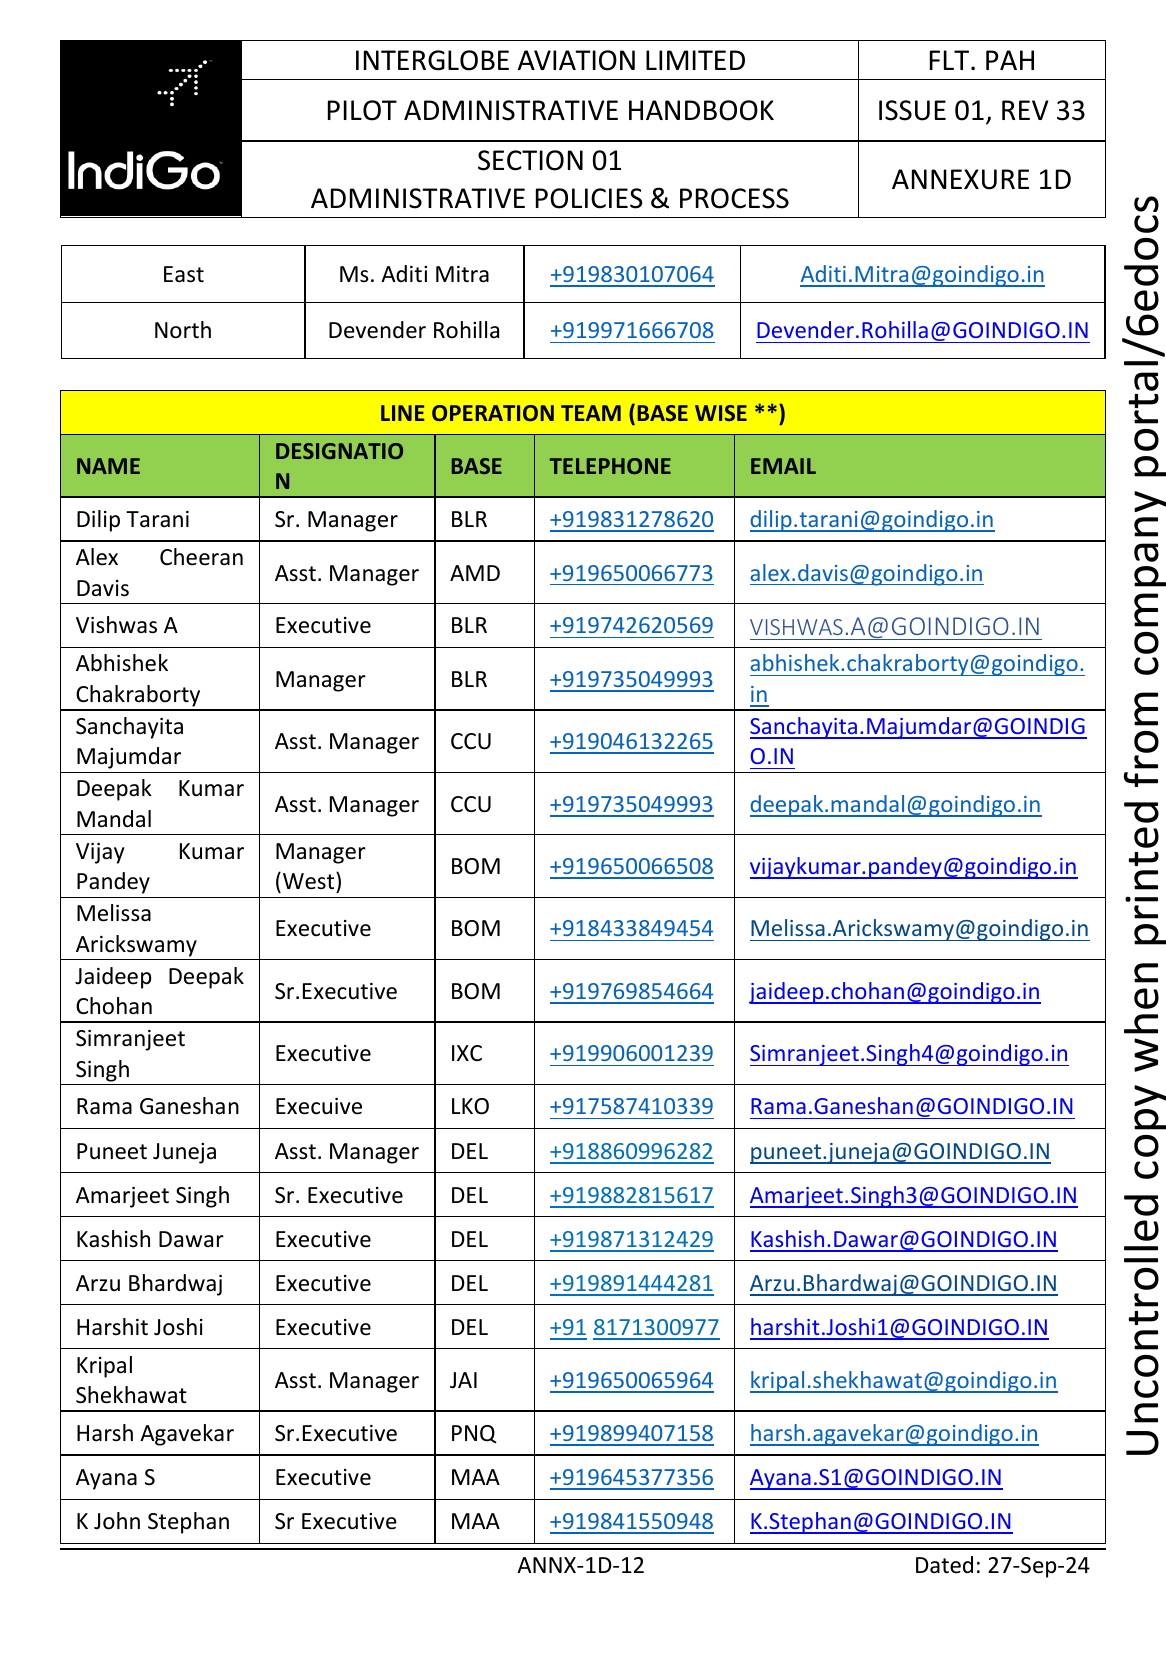 IndiGo
INTERGLOBE AVIATION LIMITED
FLT. PAH
PILOT ADMINISTRATIVE HANDBOOK
ISSUE 01, REV 33
SECTION 01
ADMINISTRATIVE POLICIES & PROCESS
ANNEXURE 1D
East Ms. Aditi Mitra +919830107064 Aditi.Mitra@goindigo.in
North Devender Rohilla +919971666708 Devender.Rohilla@GOINDIGO.IN
LINE OPERATION TEAM (BASE WISE **)
NAME DESIGNATIO
N BASE TELEPHONE EMAIL
Dilip Tarani Sr. Manager BLR +919831278620 dilip.tarani@goindigo.in
Alex Cheeran
Davis Asst. Manager AMD +919650066773 alex.davis@goindigo.in
Vishwas A Executive BLR +919742620569 VISHWAS.A@GOINDIGO.IN
Abhishek
Chakraborty Manager BLR +919735049993 abhishek.chakraborty@goindigo.
in
Sanchayita
Majumdar Asst. Manager CCU +919046132265 Sanchayita.Majumdar@GOINDIG
O.IN
Deepak Kumar
Mandal Asst. Manager CCU +919735049993 deepak.mandal@goindigo.in
Vijay Kumar
Pandey Manager
(West) BOM +919650066508 vijaykumar.pandey@goindigo.in
Melissa
Arickswamy Executive BOM +918433849454 Melissa.Arickswamy@goindigo.in
Jaideep Deepak
Chohan Sr.Executive BOM +919769854664 jaideep.chohan@goindigo.in
Simranjeet
Singh Executive IXC +919906001239 Simranjeet.Singh4@goindigo.in
Rama Ganeshan Execuive LKO +917587410339 Rama.Ganeshan@GOINDIGO.IN
Puneet Juneja Asst. Manager DEL +918860996282 puneet.juneja@GOINDIGO.IN
Amarjeet Singh Sr. Executive DEL +919882815617 Amarjeet.Singh3@GOINDIGO.IN
Kashish Dawar Executive DEL +919871312429 Kashish.Dawar@GOINDIGO.IN
Arzu Bhardwaj Executive DEL +919891444281 Arzu.Bhardwaj@GOINDIGO.IN
Harshit Joshi Executive DEL +91 8171300977 harshit.Joshi1@GOINDIGO.IN
Kripal
Shekhawat Asst. Manager JAI +919650065964 kripal.shekhawat@goindigo.in
Harsh Agavekar Sr.Executive PNQ +919899407158 harsh.agavekar@goindigo.in
Ayana S Executive MAA +919645377356 Ayana.S1@GOINDIGO.IN
K John Stephan Sr Executive MAA +919841550948 K.Stephan@GOINDIGO.IN
ANNX-1D-12 Dated: 27-Sep-24
Uncontrolled copy when printed from company portal/6edocs